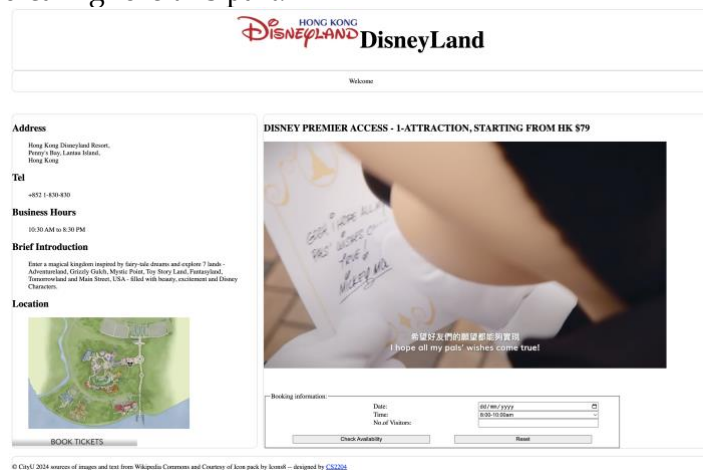 HONG KONG
DISNEYLAND DisneyLand
Welcome
Address
Hong Kong Disneyland Resort,
Penny's Bay, Lantau Island,
Hong Kong
Tel
+852 1-830-830
Business Hours
10:30 AM to 8:30 PM
Brief Introduction
Enter a magical kingdom inspired by fairy-tale dreams and explore 7 lands -
Adventureland, Grizzly Gulch, Mystic Point, Toy Story Land, Fantasyland,
Tomorrowland and Main Street, USA - filled with beauty, excitement and Disney
Characters.
Location
BOOK TICKETS
DISNEY PREMIER ACCESS - 1-ATTRACTION, STARTING FROM HK $79
I HOPE ALL
PALS' WISHES
TRUE!
希望好友們的願望都能夠實現
I hope all my pals' wishes come true!
Booking information:
Date: dd/mm/yyyy
Time: 8:00-10:00am
No.of Visitors:
Check Availability Reset
© CityU 2024 sources of images and text from Wikipedia Commons and Courtesy of Icon pack by Icons8 – designed by CS2204